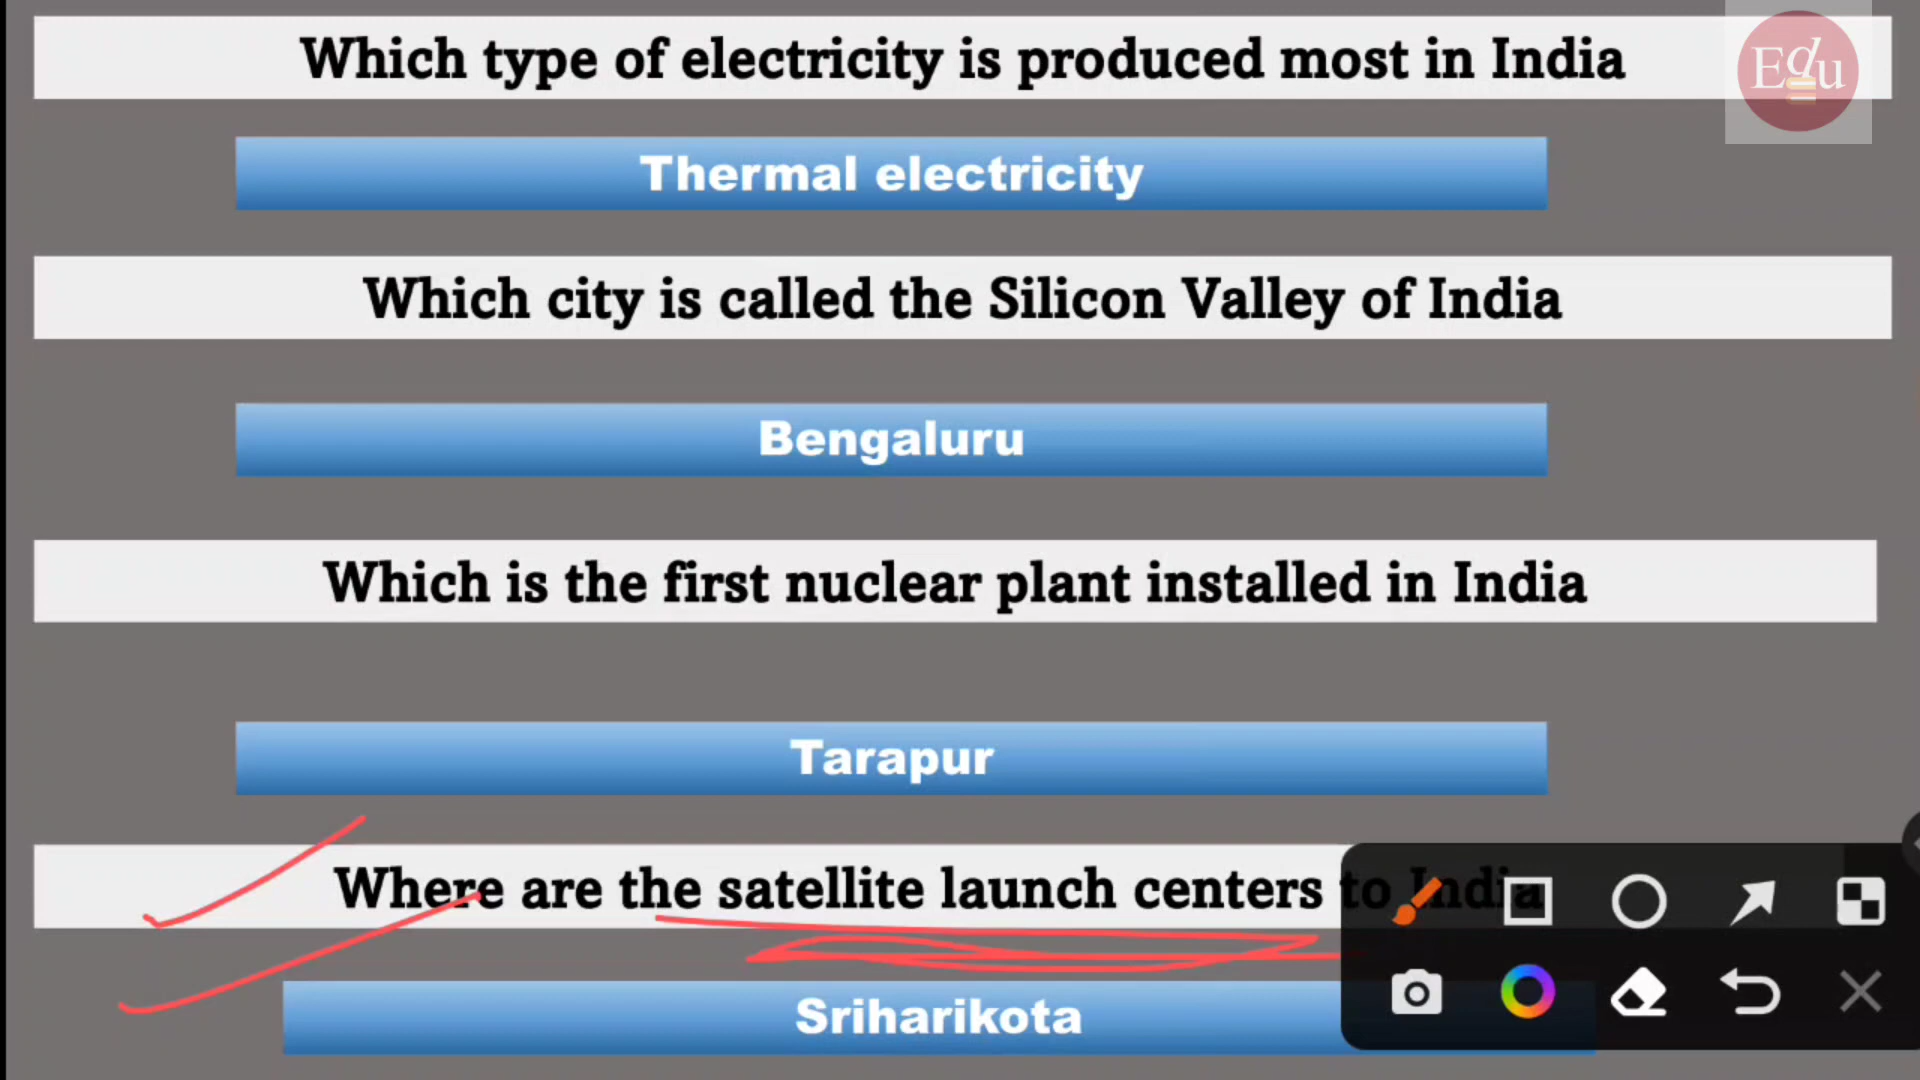 Which type of electricity is produced most in India
Edu
Thermal electricity
Which city is called the Silicon Valley of India
Bengaluru
Which is the first nuclear plant installed in India
Tarapur
Where are the satellite launch centers to India
Sriharikota